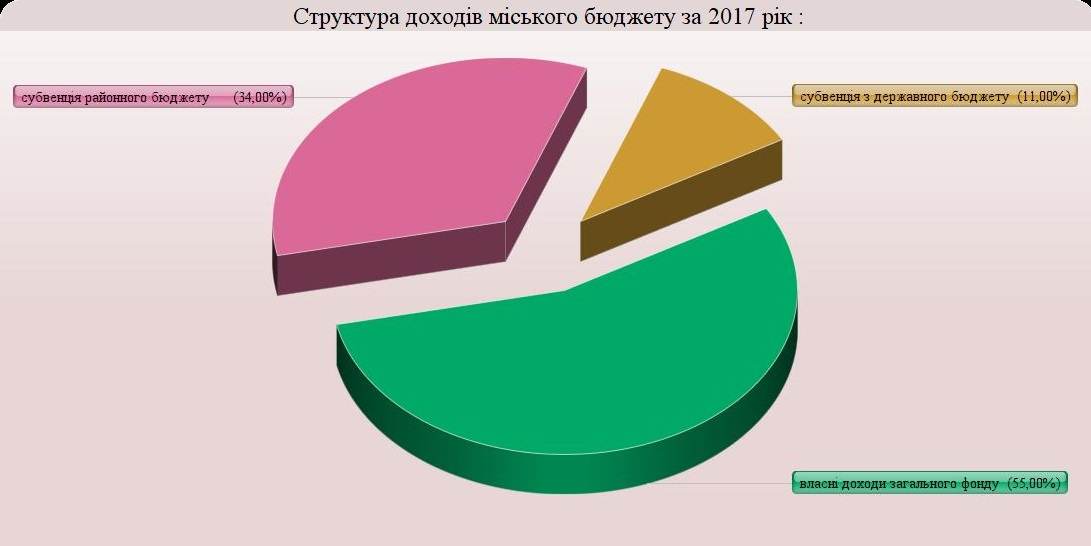 Структура доходів міського бюджету за 2017 рік :
субвенція районного бюджету (34,00%)
субвенція з державного бюджету (11,00%)
власні доходи загального фонду (55,00%)